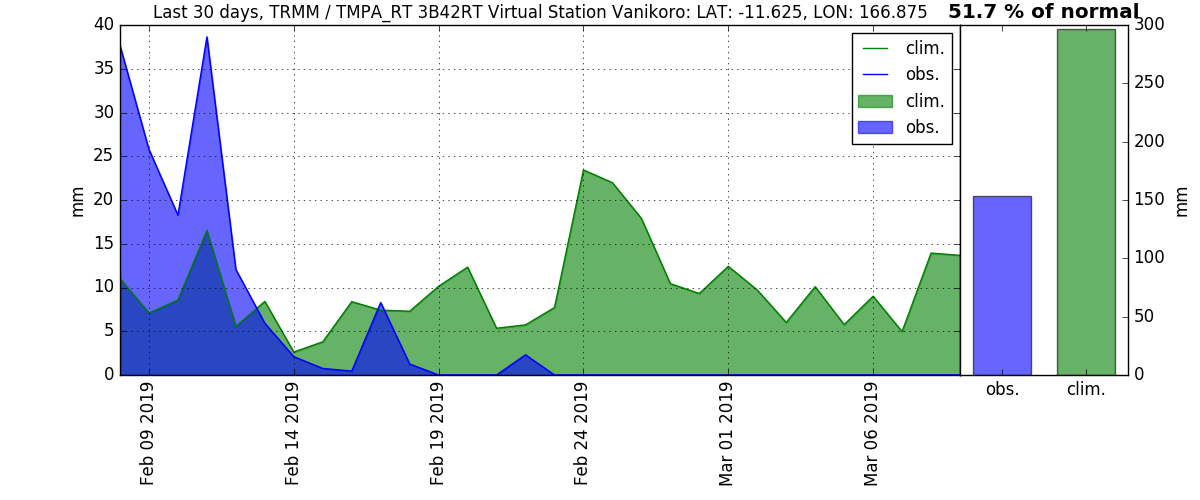 Last 30 days, TRMM / TMPA_RT 3B42RT Virtual Station Vanikoro: LAT: -11.625, LON: 166.875
51.7 % of normal
40
35
30
25
20
15
10
5
0
mm
clim.
obs.
clim.
obs.
Feb 09 2019
Feb 14 2019
Feb 19 2019
Feb 24 2019
Mar 01 2019
Mar 06 2019
300
250
200
150
100
50
0
mm
obs.
clim.